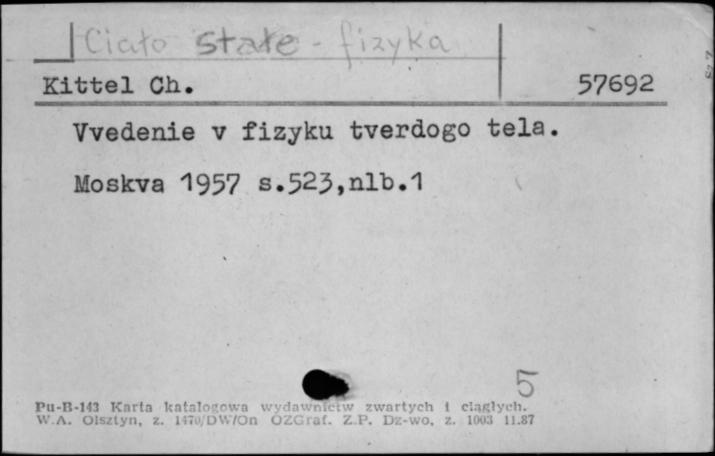 Ciało stałe - fizyka
Kittel Ch. 57692
Vvedenie v fizyku tverdogo tela.
Moskva 1957 s.523,nlb.1
5
Pu-B-143 Karta katalogowa wydawnictw zwartych i ciągłych.
W.A. Olsztyn, z. 1470/DW/On OZGraf. Z.P. Dz-wo, z. 1003 11.87